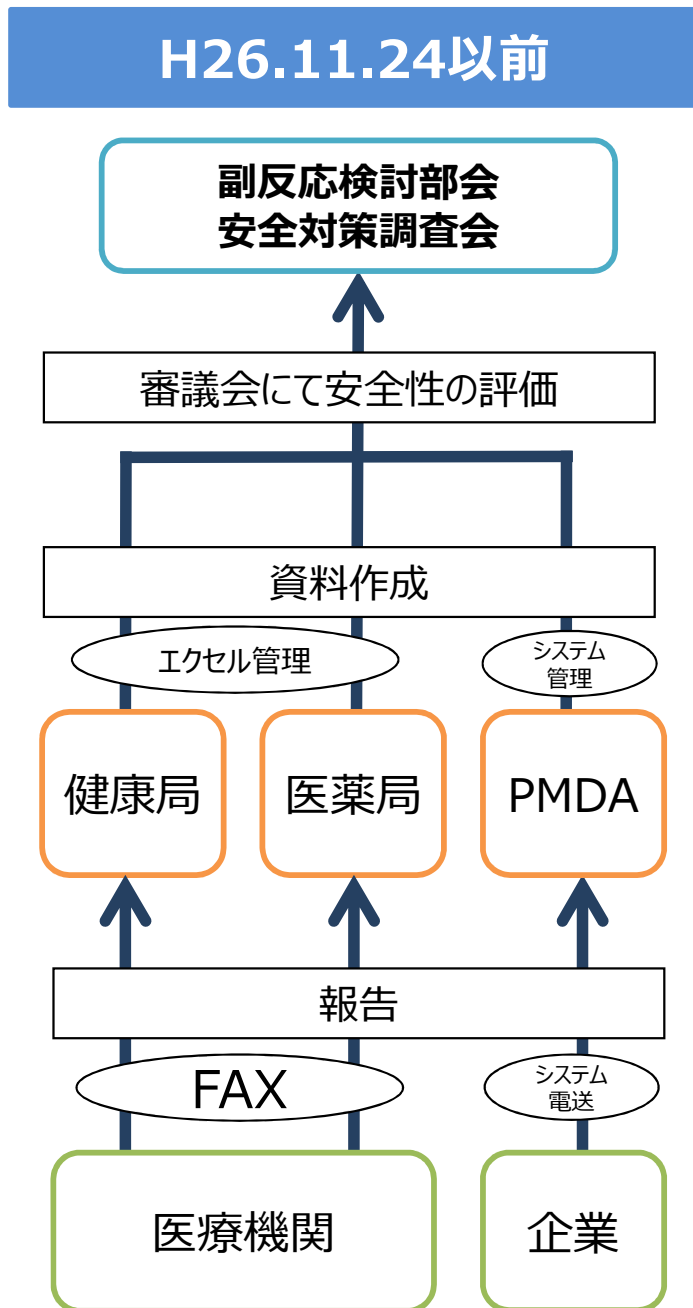 H26.11.24以前
副反応検討部会
安全対策調査会
審議会にて安全性の評価
資料作成
エクセル管理
システム
管理
健康局
医薬局
PMDA
報告
FAX
システム
電送
医療機関
企業